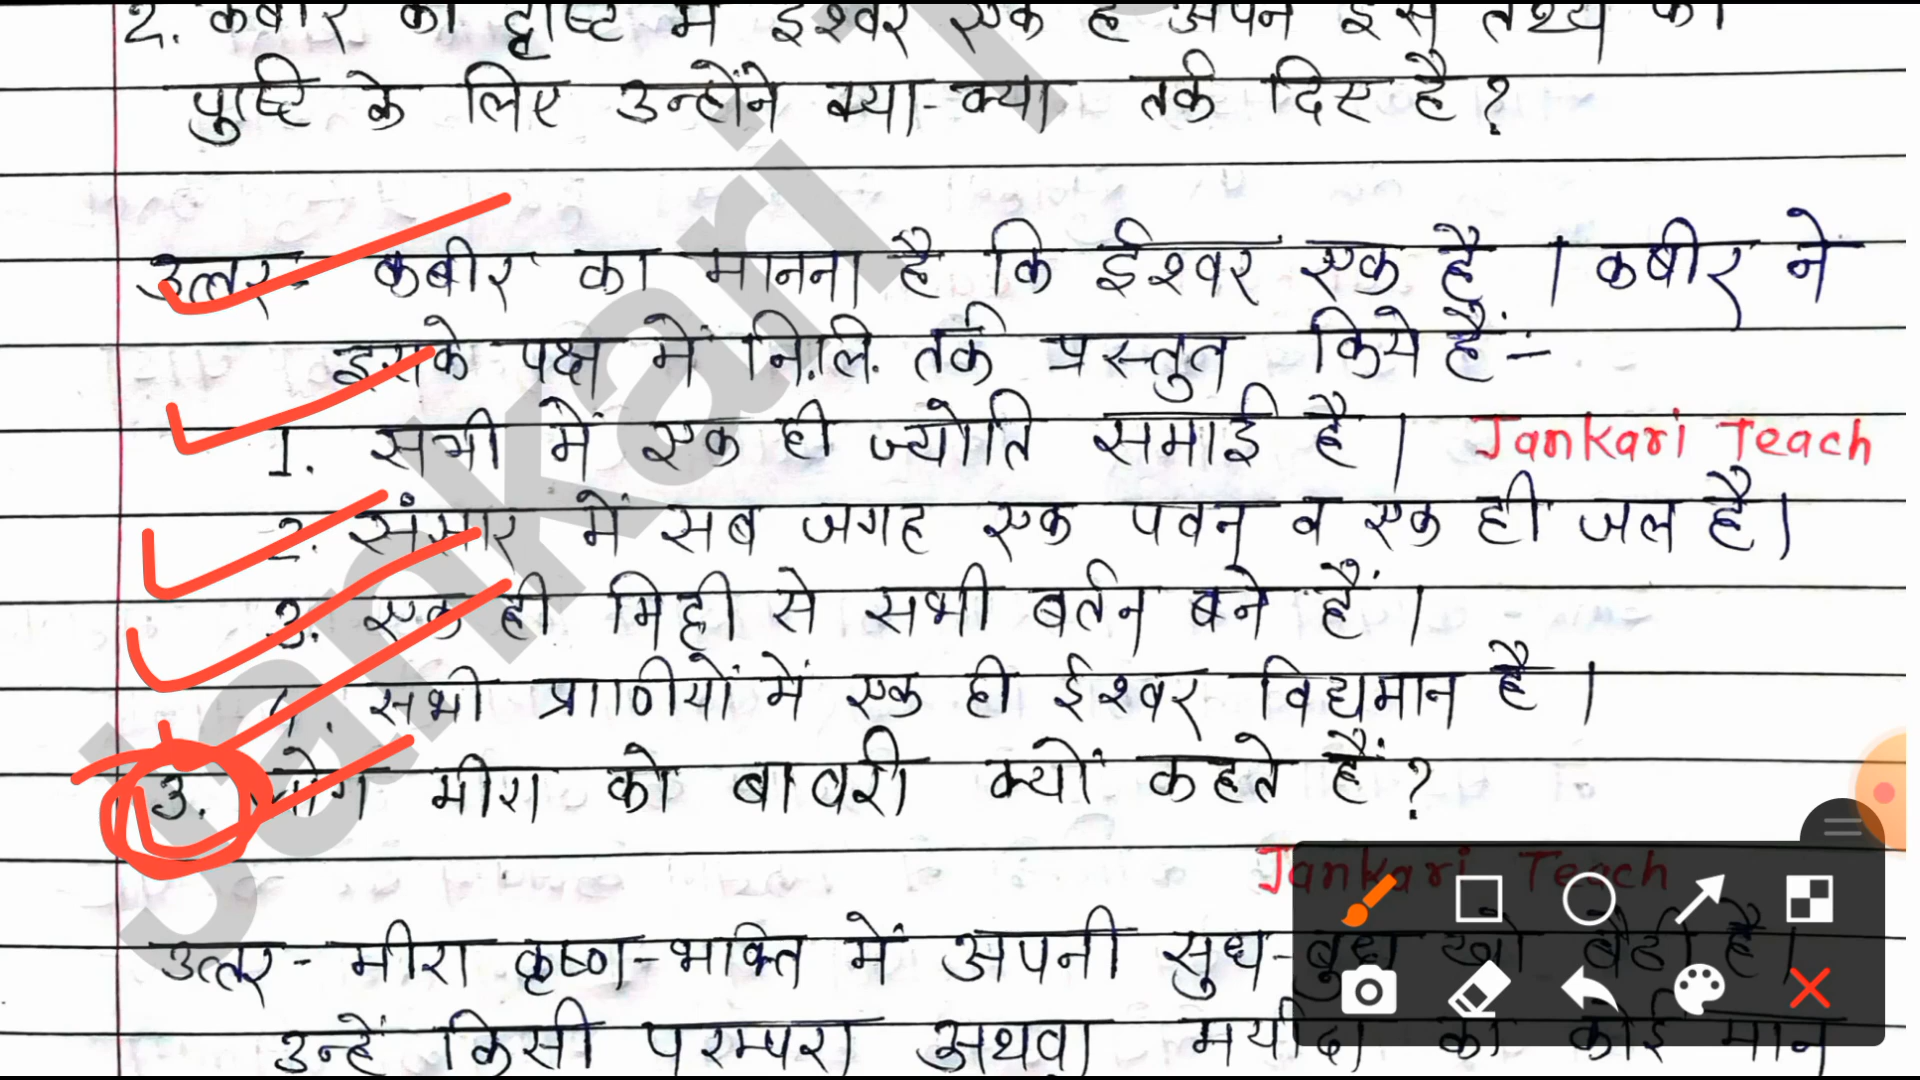 2. कबीर की दृष्टि में ईश्वर एक है अपने इस तथ्य की
पुष्टि के लिए उन्होंने क्या-क्या तर्क दिए है?
उत्तर- कबीर का मानना है कि ईश्वर एक है । कबीर ने
इसके पक्ष में नि.लि. तर्क प्रस्तुत किये हैं -
1. सभी में एक ही ज्योति समाई है । Jankari Teach
2. संसार में सब जगह एक पवन व एक ही जल है ।
3. एक ही मिट्टी से सभी बर्तन बने हैं ।
4. सभी प्राणीयों में एक ही ईश्वर विद्यमान है ।
3. लोग मीरा को बावरी क्यों कहते हैं ?
Jankari Teach
उत्तर - मीरा कृष्ण-भक्ति में अपनी सुध-बुध खो बैठी है ।
उन्हें किसी परम्परा अथवा मर्यादा का कोई मान
Jankari